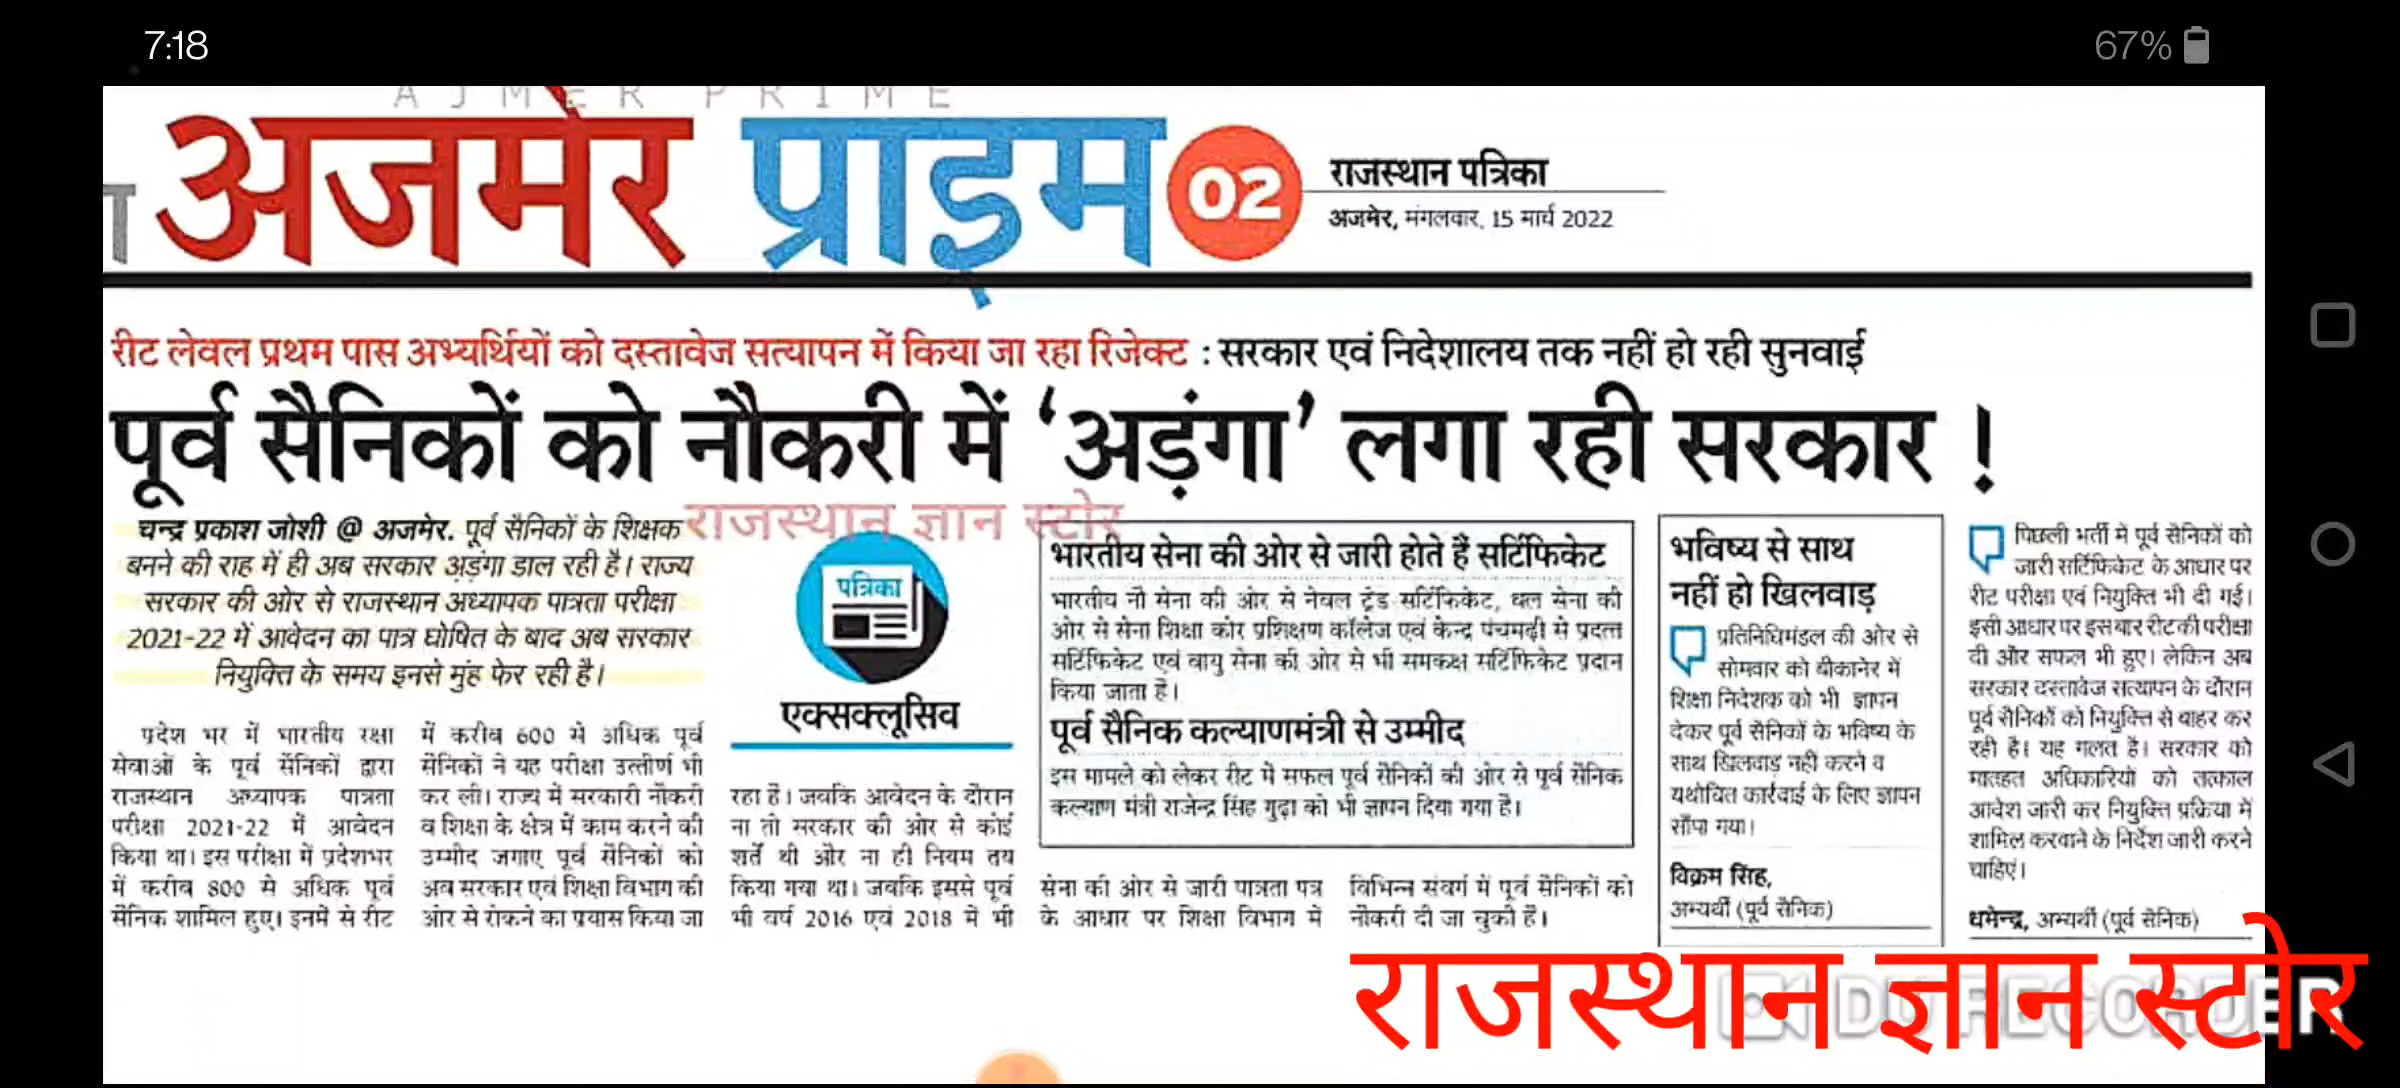 7:18
67%
AJMER PRIME
अजमेर प्राइम
02
राजस्थान पत्रिका
अजमेर, मंगलवार, 15 मार्च 2022
रीट लेवल प्रथम पास अभ्यर्थियों को दस्तावेज सत्यापन में किया जा रहा रिजेक्ट : सरकार एवं निदेशालय तक नहीं हो रही सुनवाई
पूर्व सैनिकों को नौकरी में ‘अड़ंगा’ लगा रही सरकार !
राजस्थान ज्ञान स्टोर
चन्द्र प्रकाश जोशी @ अजमेर. पूर्व सैनिकों के शिक्षक
बनने की राह में ही अब सरकार अड़ंगा डाल रही है। राज्य
सरकार की ओर से राजस्थान अध्यापक पात्रता परीक्षा
2021-22 में आवेदन का पात्र घोषित के बाद अब सरकार
नियुक्ति के समय इनसे मुंह फेर रही है।
प्रदेश भर में भारतीय रक्षा
सेवाओं के पूर्व सैनिकों द्वारा
राजस्थान अध्यापक पात्रता
परीक्षा 2021-22 में आवेदन
किया था। इस परीक्षा में प्रदेशभर
में करीब 800 से अधिक पूर्व
सैनिक शामिल हुए। इनमें से रीट
में करीब 600 से अधिक पूर्व
सैनिकों ने यह परीक्षा उत्तीर्ण भी
कर ली। राज्य में सरकारी नौकरी
व शिक्षा के क्षेत्र में काम करने की
उम्मीद जगाए पूर्व सैनिकों को
अब सरकार एवं शिक्षा विभाग की
ओर से रोकने का प्रयास किया जा
पत्रिका
एक्सक्लूसिव
रहा है। जबकि आवेदन के दौरान
ना तो सरकार की ओर से कोई
शर्तें थी और ना ही नियम तय
किया गया था। जबकि इससे पूर्व
भी वर्ष 2016 एवं 2018 में भी
भारतीय सेना की ओर से जारी होते हैं सर्टिफिकेट
भारतीय नौ सेना की ओर से नेवल ट्रेड सर्टिफिकेट, थल सेना की
ओर से सेना शिक्षा कोर प्रशिक्षण कॉलेज एवं केन्द्र पंचमढ़ी से प्रदत्त
सर्टिफिकेट एवं वायु सेना की ओर से भी समकक्ष सर्टिफिकेट प्रदान
किया जाता है।
पूर्व सैनिक कल्याणमंत्री से उम्मीद
इस मामले को लेकर रीट में सफल पूर्व सैनिकों की ओर से पूर्व सैनिक
कल्याण मंत्री राजेन्द्र सिंह गुढ़ा को भी ज्ञापन दिया गया है।
सेना की ओर से जारी पात्रता पत्र
के आधार पर शिक्षा विभाग में
विभिन्न संवर्ग में पूर्व सैनिकों को
नौकरी दी जा चुकी है।
भविष्य से साथ
नहीं हो खिलवाड़
प्रतिनिधिमंडल की ओर से
सोमवार को बीकानेर में
शिक्षा निदेशक को भी ज्ञापन
देकर पूर्व सैनिकों के भविष्य के
साथ खिलवाड़ नही करने व
यथोचित कार्रवाई के लिए ज्ञापन
सौंपा गया।
विक्रम सिंह,
अभ्यर्थी (पूर्व सैनिक)
पिछली भर्ती में पूर्व सैनिकों को
जारी सर्टिफिकेट के आधार पर
रीट परीक्षा एवं नियुक्ति भी दी गई।
इसी आधार पर इस बार रीट की परीक्षा
दी और सफल भी हुए। लेकिन अब
सरकार दस्तावेज सत्यापन के दौरान
पूर्व सैनिकों को नियुक्ति से बाहर कर
रही है। यह गलत है। सरकार को
मातहत अधिकारियों को तत्काल
आदेश जारी कर नियुक्ति प्रक्रिया में
शामिल करवाने के निर्देश जारी करने
चाहिएं।
धर्मेन्द्र, अभ्यर्थी (पूर्व सैनिक)
राजस्थान ज्ञान स्टोर
DU RECORDER